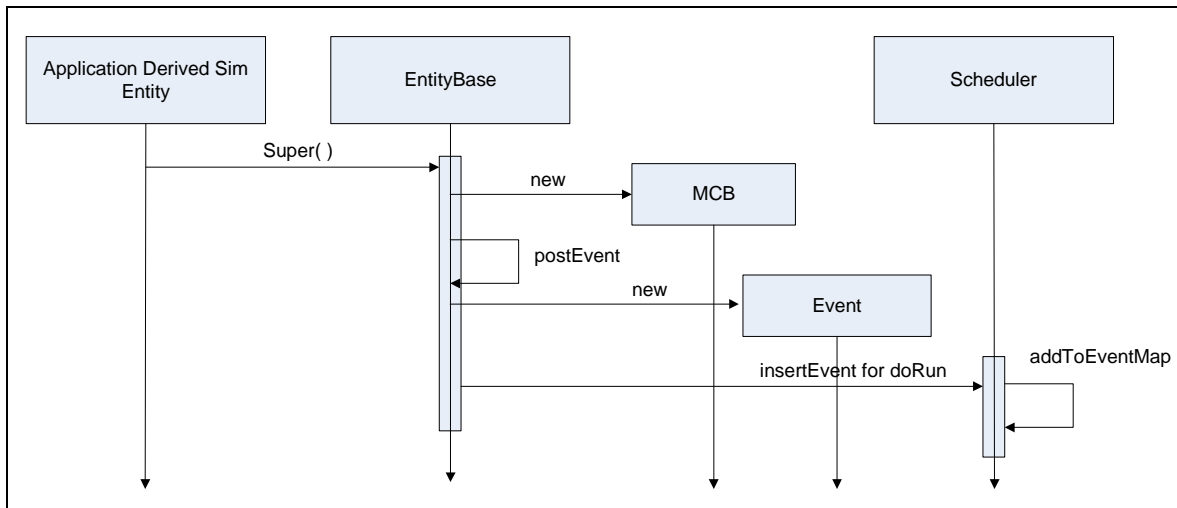 Application Derived Sim
Entity
EntityBase
Scheduler
Super( )
new
MCB
postEvent
new
Event
addToEventMap
insertEvent for doRun